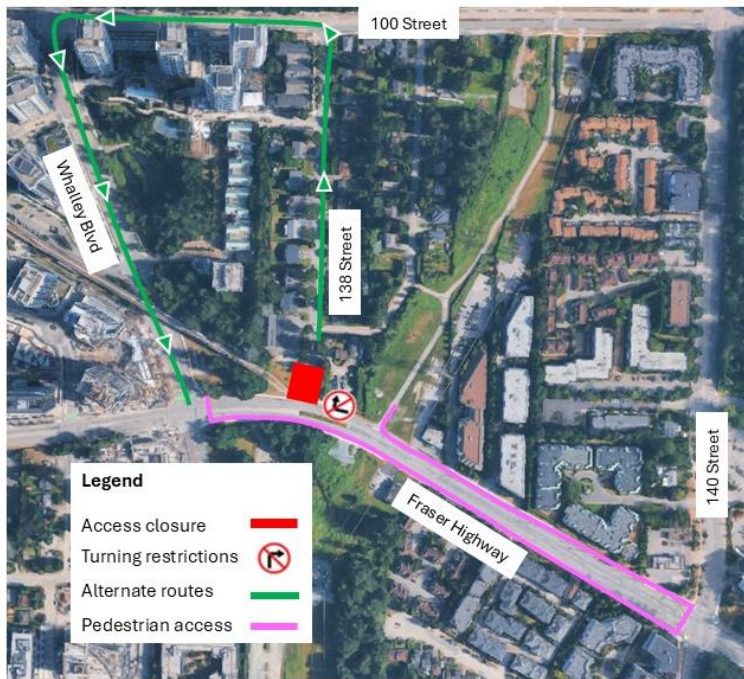 100 Street
Whalley Blvd
138 Street
140 Street
Fraser Highway
Legend
Access closure
Turning restrictions
Alternate routes
Pedestrian access